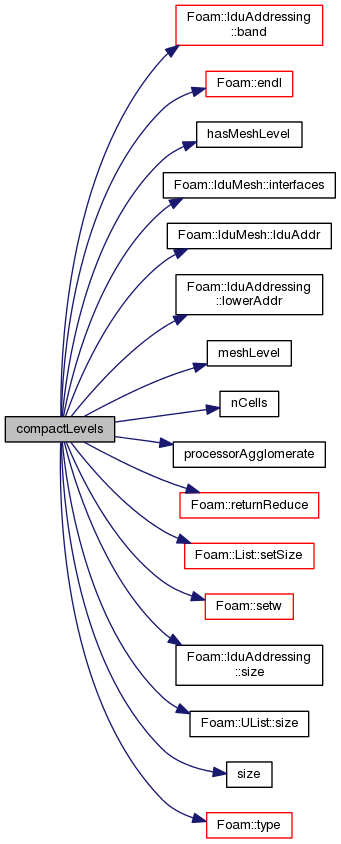 Foam::lduAddressing
::band
Foam::endl
hasMeshLevel
Foam::lduMesh::interfaces
Foam::lduMesh::lduAddr
Foam::lduAddressing
::lowerAddr
meshLevel
nCells
compactLevels
processorAgglomerate
Foam::returnReduce
Foam::List::setSize
Foam::setw
Foam::lduAddressing
::size
Foam::UList::size
size
Foam::type